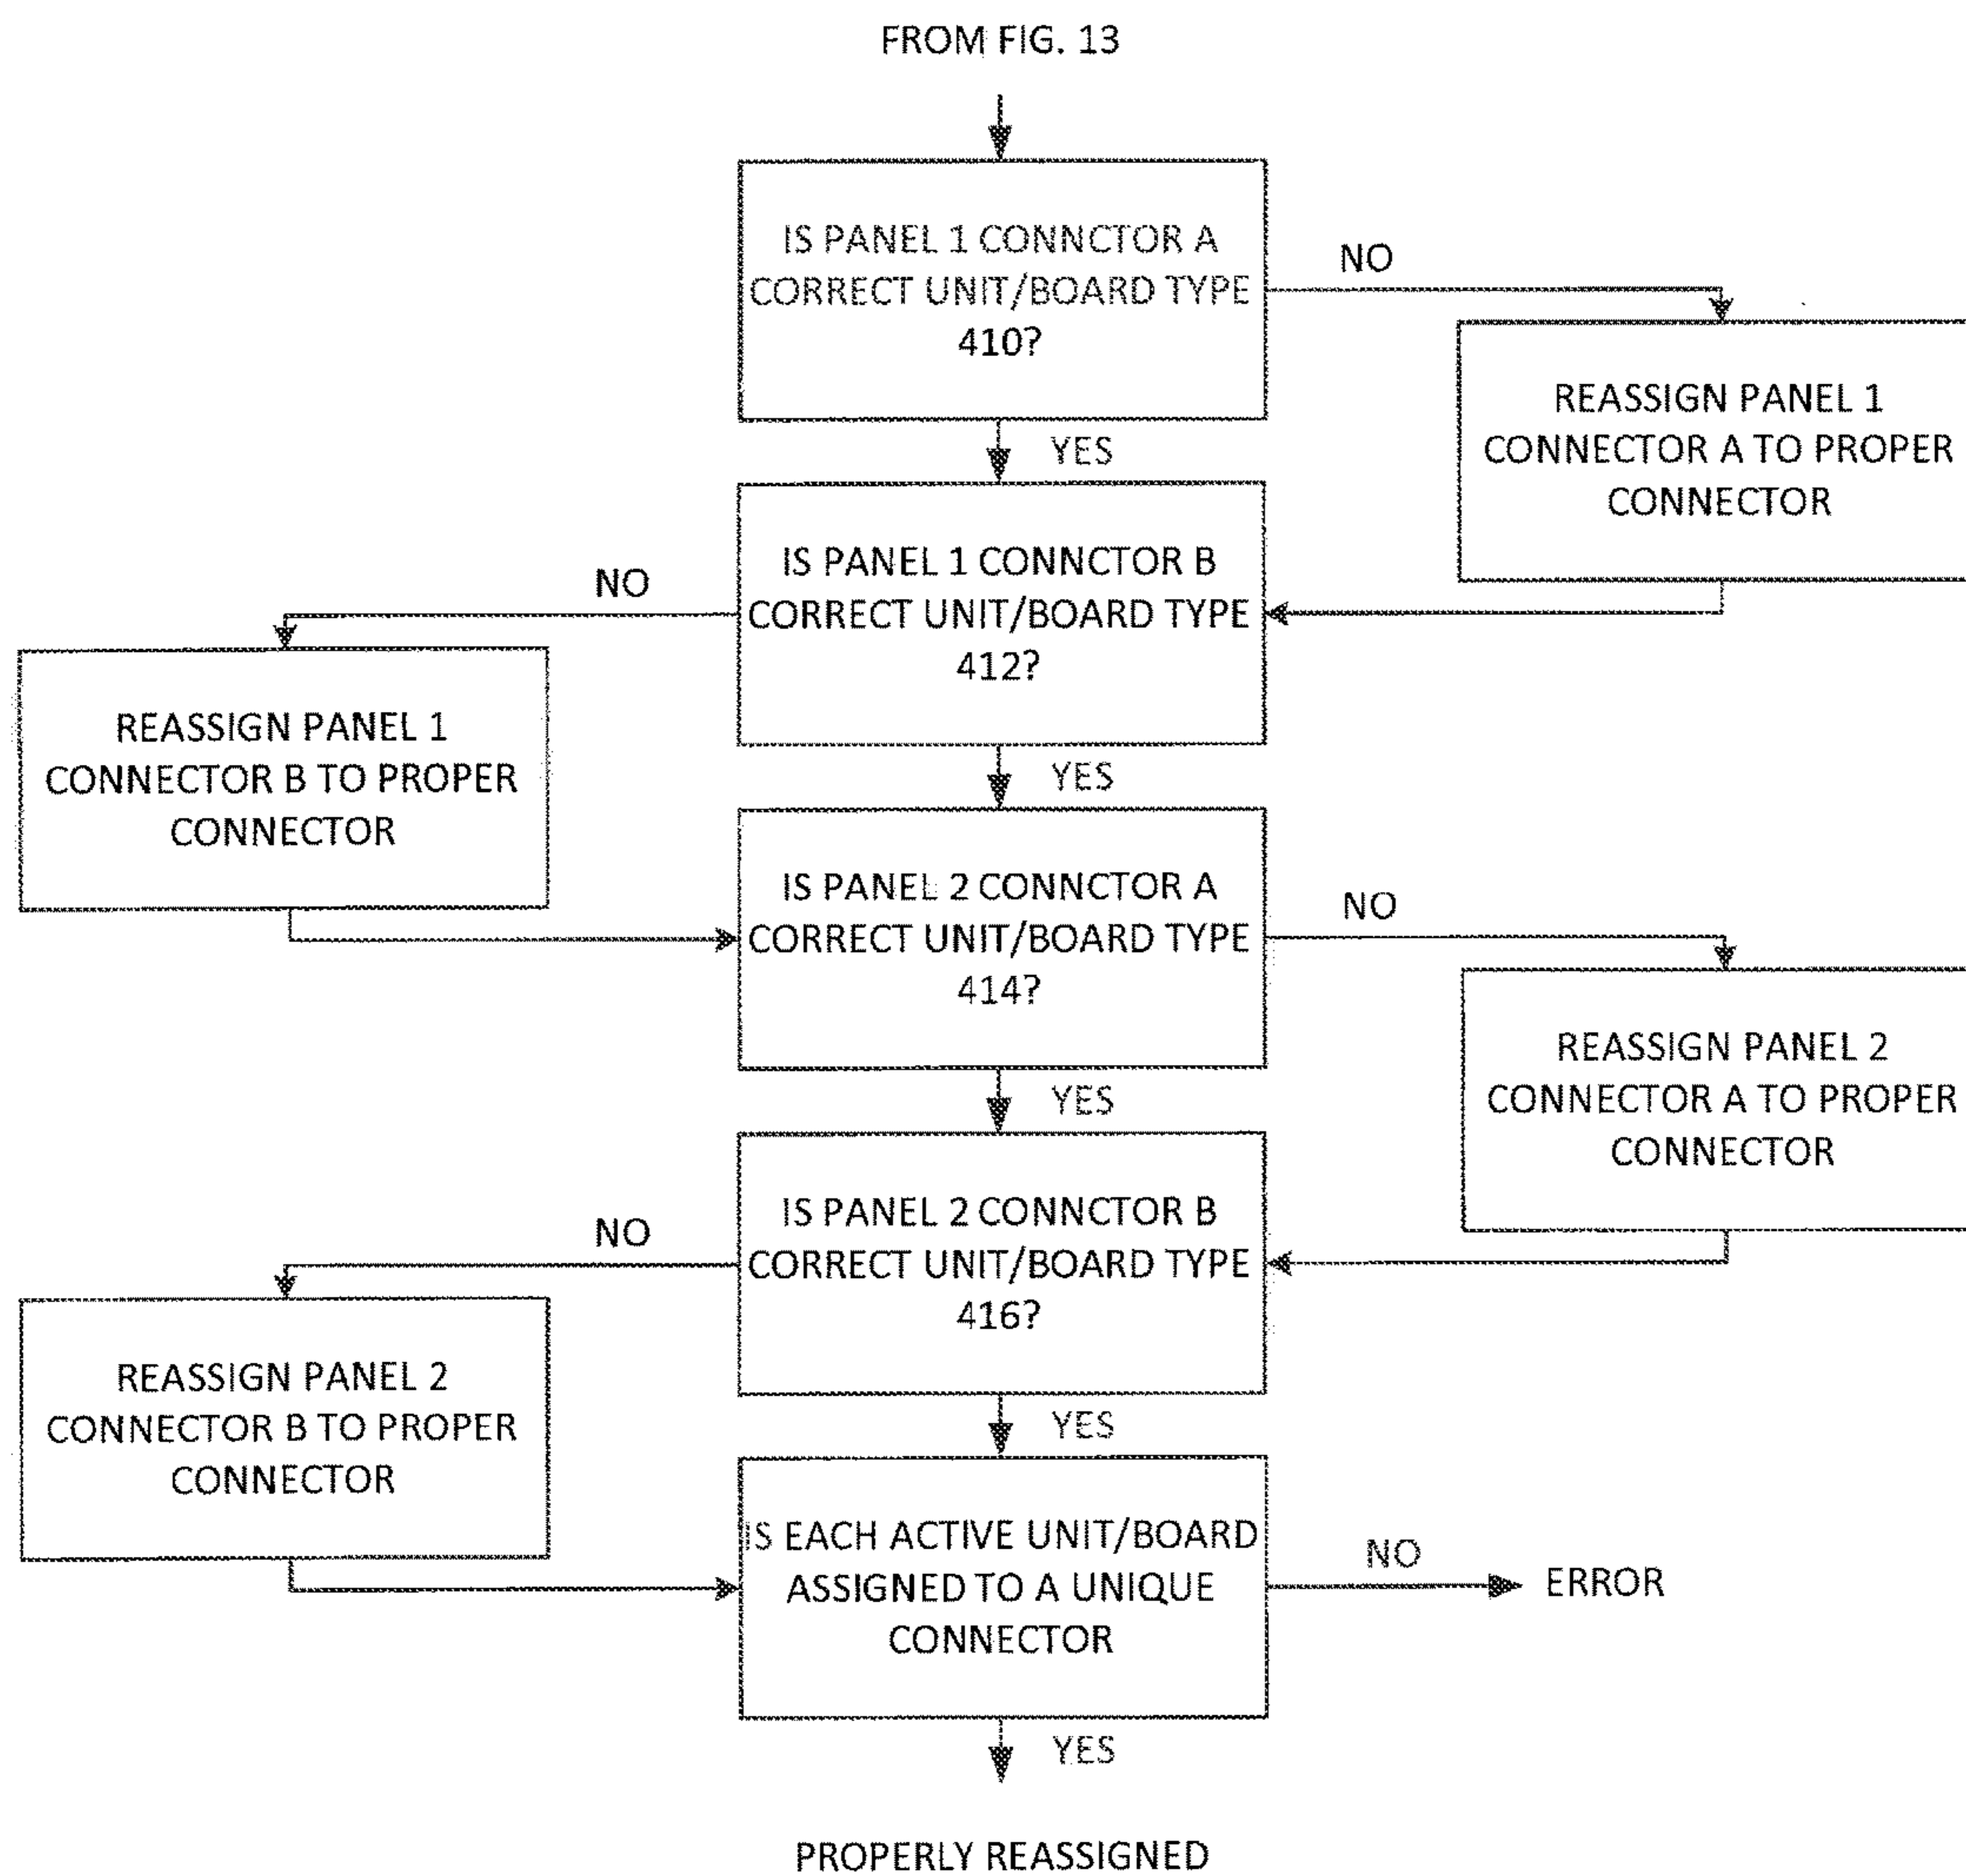 FROM FIG. 13
IS PANEL 1 CONNCTOR A
CORRECT UNIT/BOARD TYPE
410?
NO
REASSIGN PANEL 1
CONNECTOR A TO PROPER
CONNECTOR
YES
IS PANEL 1 CONNCTOR B
CORRECT UNIT/BOARD TYPE
412?
NO
REASSIGN PANEL 1
CONNECTOR B TO PROPER
CONNECTOR
YES
IS PANEL 2 CONNCTOR A
CORRECT UNIT/BOARD TYPE
414?
NO
REASSIGN PANEL 2
CONNECTOR A TO PROPER
CONNECTOR
YES
IS PANEL 2 CONNCTOR B
CORRECT UNIT/BOARD TYPE
416?
NO
REASSIGN PANEL 2
CONNECTOR B TO PROPER
CONNECTOR
YES
IS EACH ACTIVE UNIT/BOARD
ASSIGNED TO A UNIQUE
CONNECTOR
NO
ERROR
YES
PROPERLY REASSIGNED